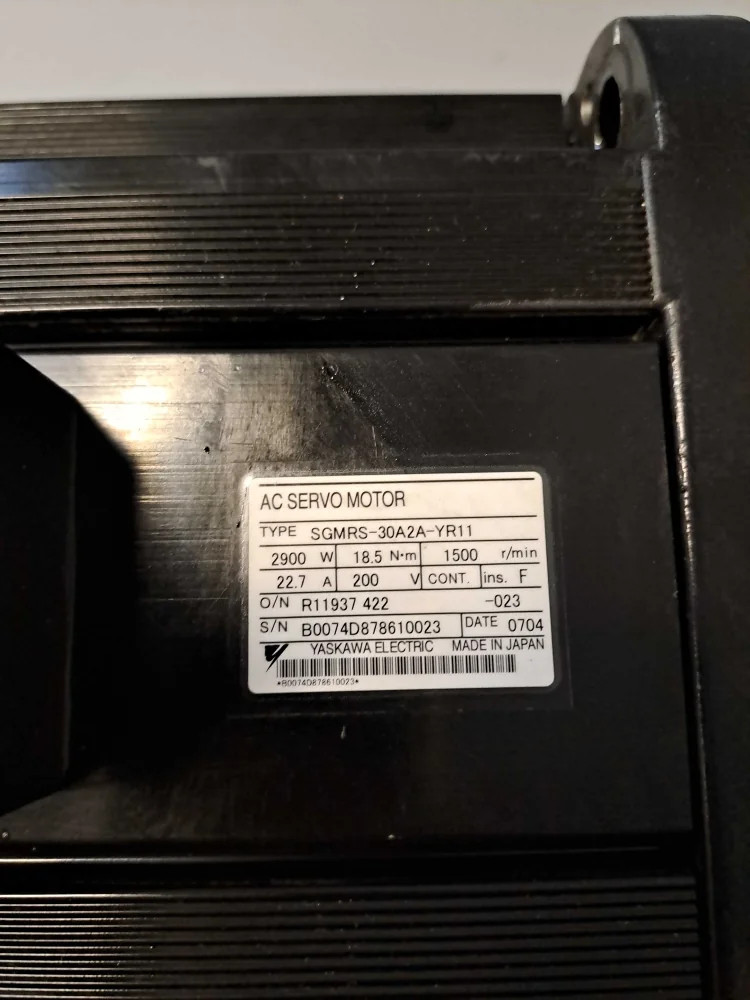 AC SERVO MOTOR
TYPE SGMRS-30A2A-YR11
2900 W 18.5 N·m 1500 r/min
22.7 A 200 V CONT. ins. F
O/N R11937 422 -023
S/N B0074D878610023 DATE 0704
YASKAWA ELECTRIC MADE IN JAPAN
*B0074D878610023*